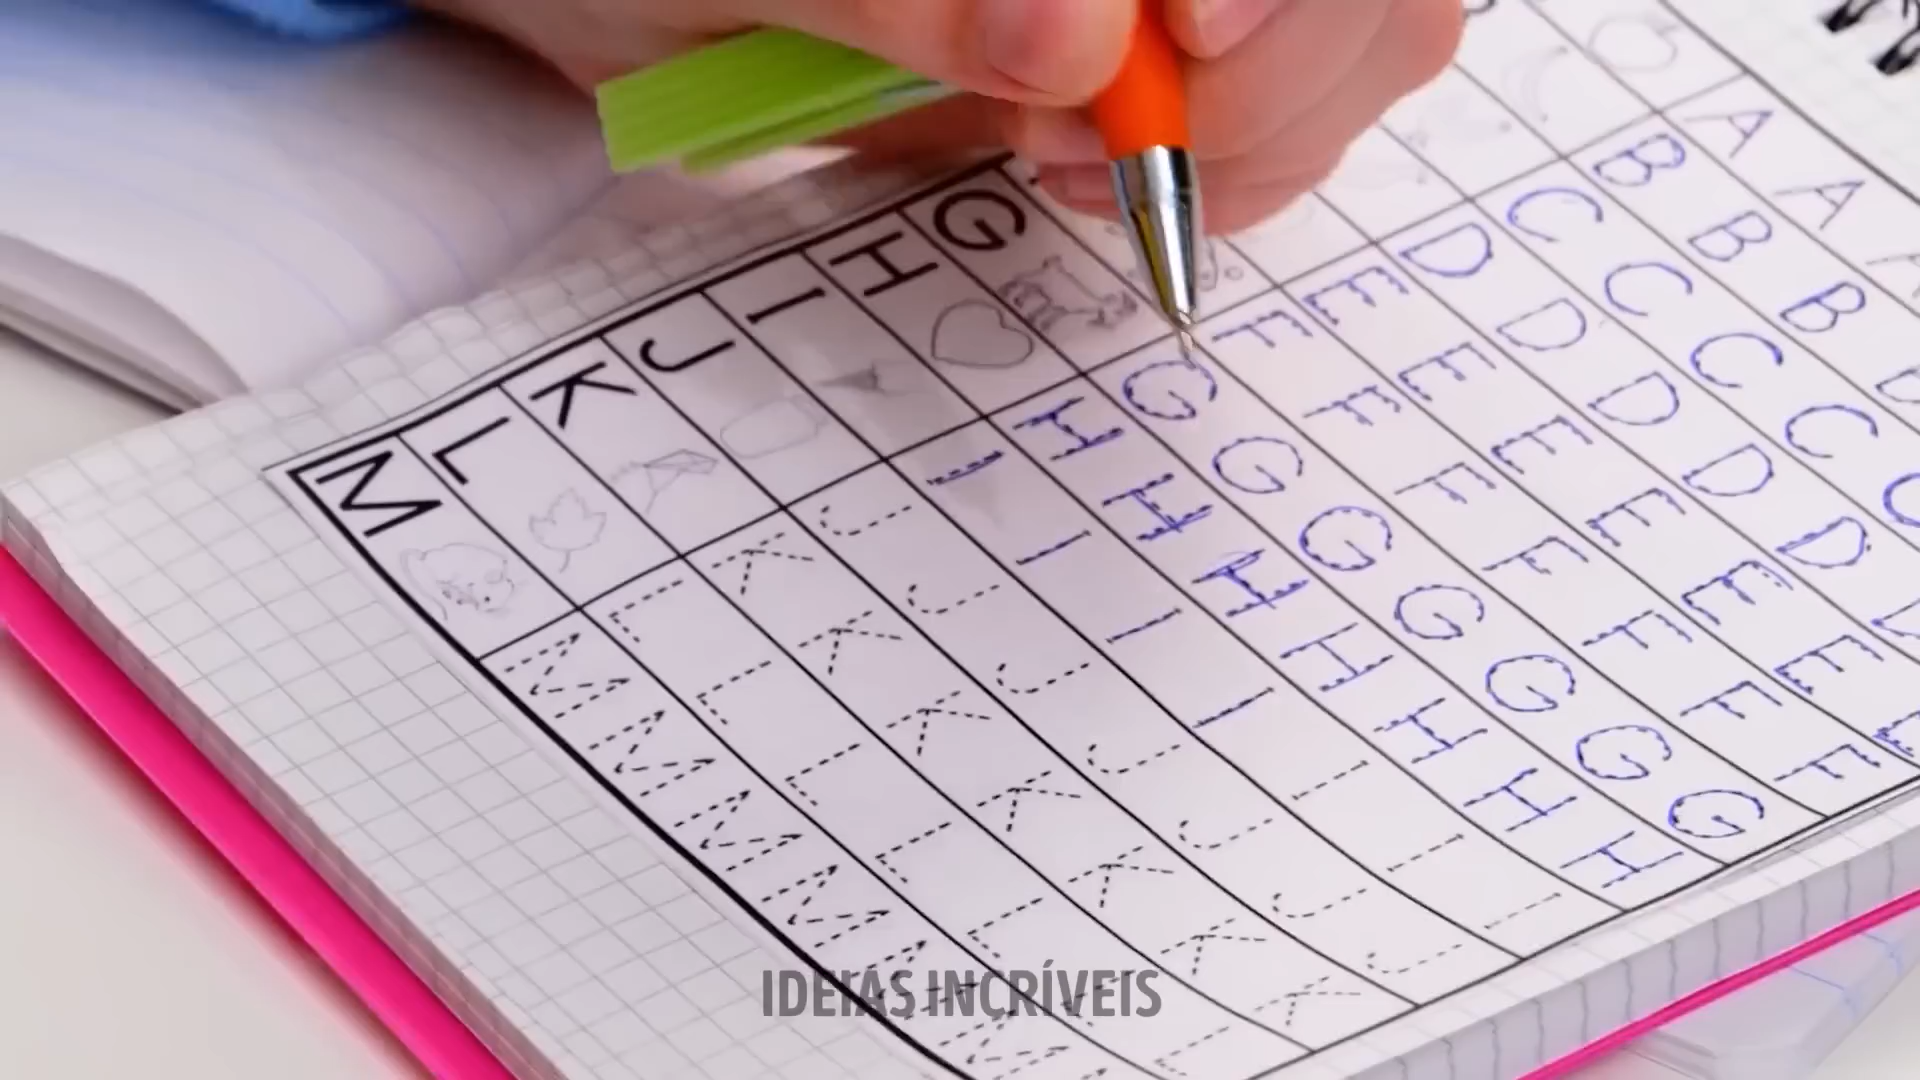 A A A
B B B B
C C C C C
D D D D D D
E E E E E E E
F F F F F F F
G G G G G G G G
H H H H H H H H
I I I I I I I I
J J J J J J J J
K K K K K K K K
L L L L L L L
M M M M M M M
IDEIAS INCRÍVEIS